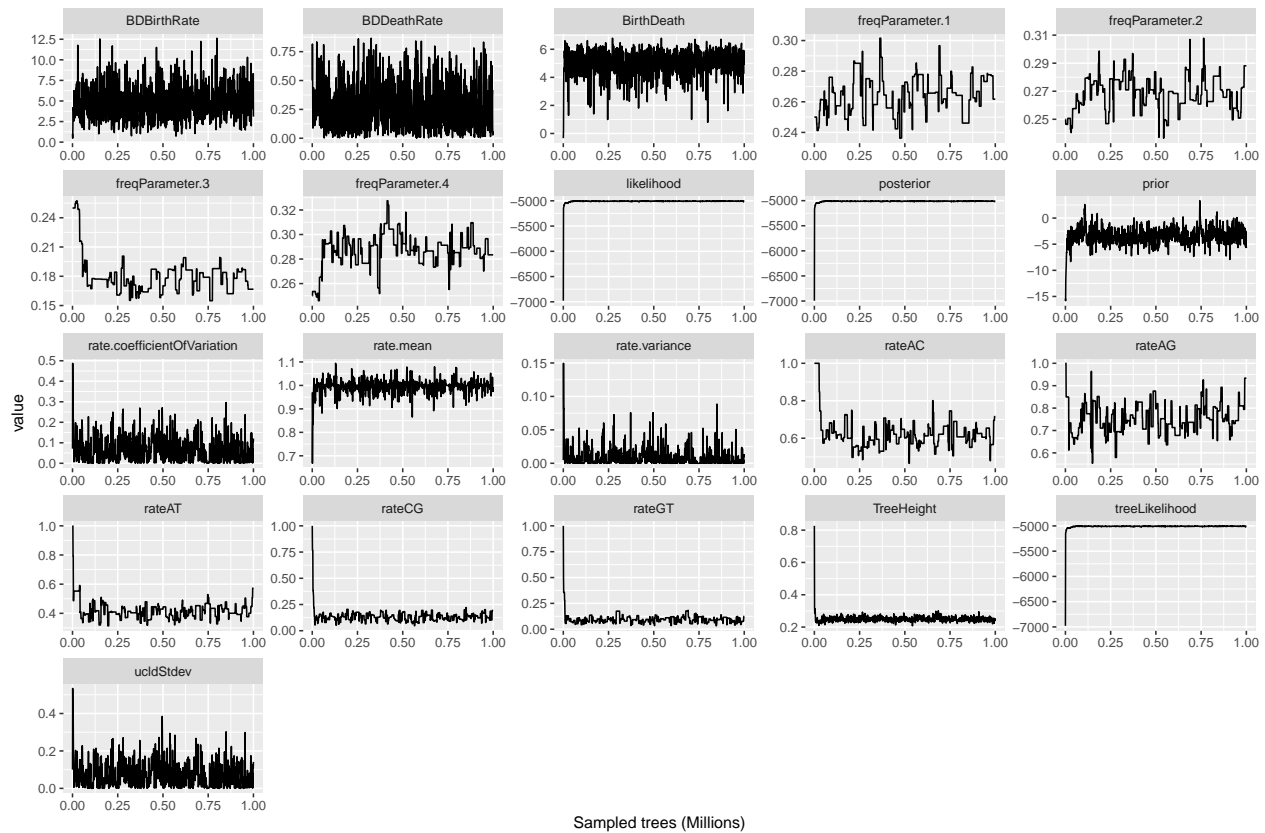 BDBirthRate BDDeathRate BirthDeath freqParameter.1 freqParameter.2
12.5 10.0 7.5 5.0 2.5 0.0
0.75 0.50 0.25 0.00
6 4 2 0
0.30 0.28 0.26 0.24
0.31 0.29 0.27 0.25
0.00 0.25 0.50 0.75 1.00 0.00 0.25 0.50 0.75 1.00 0.00 0.25 0.50 0.75 1.00 0.00 0.25 0.50 0.75 1.00 0.00 0.25 0.50 0.75 1.00
freqParameter.3 freqParameter.4 likelihood posterior prior
0.24 0.21 0.18 0.15
0.32 0.30 0.28 0.26
−5000 −5500 −6000 −6500 −7000
−5000 −5500 −6000 −6500 −7000
0 −5 −10 −15
0.00 0.25 0.50 0.75 1.00 0.00 0.25 0.50 0.75 1.00 0.00 0.25 0.50 0.75 1.00 0.00 0.25 0.50 0.75 1.00 0.00 0.25 0.50 0.75 1.00
value
rate.coefficientOfVariation rate.mean rate.variance rateAC rateAG
0.5 0.4 0.3 0.2 0.1 0.0
1.1 1.0 0.9 0.8 0.7
0.15 0.10 0.05 0.00
1.0 0.8 0.6
1.0 0.9 0.8 0.7 0.6
0.00 0.25 0.50 0.75 1.00 0.00 0.25 0.50 0.75 1.00 0.00 0.25 0.50 0.75 1.00 0.00 0.25 0.50 0.75 1.00 0.00 0.25 0.50 0.75 1.00
rateAT rateCG rateGT TreeHeight treeLikelihood
1.0 0.8 0.6 0.4
1.00 0.75 0.50 0.25 0.00
1.00 0.75 0.50 0.25 0.00
0.8 0.6 0.4 0.2
−5000 −5500 −6000 −6500 −7000
0.00 0.25 0.50 0.75 1.00 0.00 0.25 0.50 0.75 1.00 0.00 0.25 0.50 0.75 1.00 0.00 0.25 0.50 0.75 1.00 0.00 0.25 0.50 0.75 1.00
ucldStdev
0.4 0.2 0.0
0.00 0.25 0.50 0.75 1.00
Sampled trees (Millions)